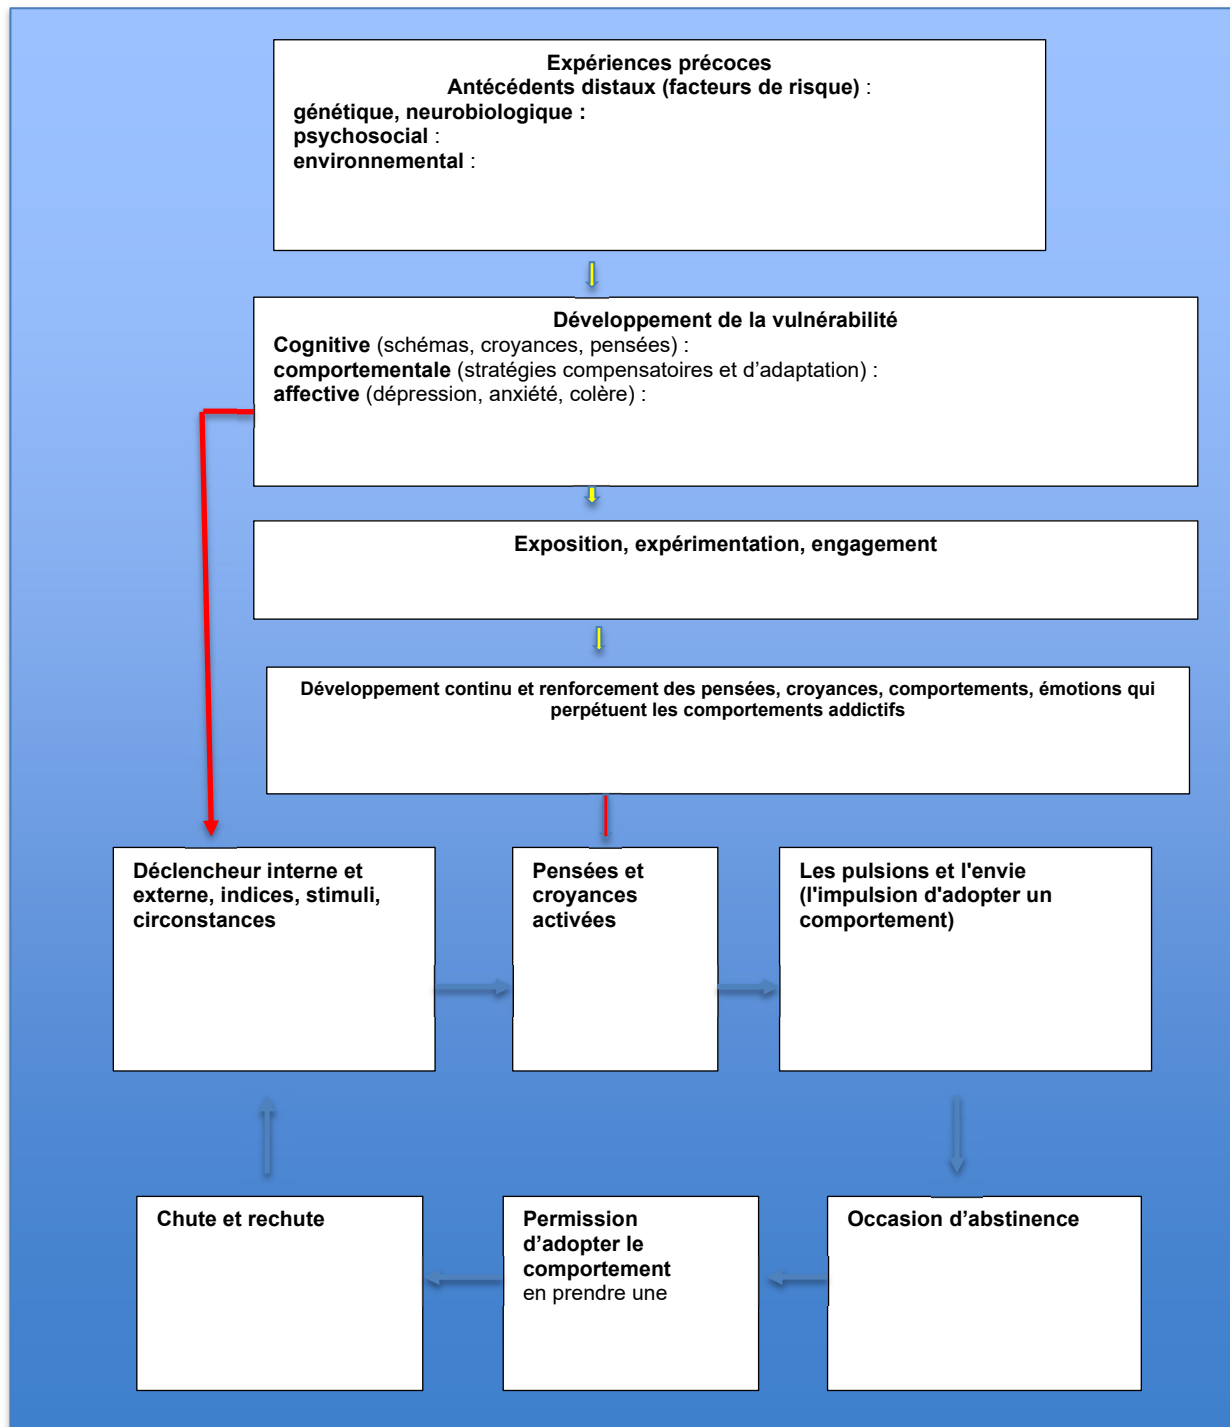 Expériences précoces
Antécédents distaux (facteurs de risque) :
génétique, neurobiologique :
psychosocial :
environnemental :
Développement de la vulnérabilité
Cognitive (schémas, croyances, pensées) :
comportementale (stratégies compensatoires et d’adaptation) :
affective (dépression, anxiété, colère) :
Exposition, expérimentation, engagement
Développement continu et renforcement des pensées, croyances, comportements, émotions qui
perpétuent les comportements addictifs
Déclencheur interne et
externe, indices, stimuli,
circonstances
Pensées et
croyances
activées
Les pulsions et l'envie
(l'impulsion d'adopter un
comportement)
Chute et rechute
Permission
d’adopter le
comportement
en prendre une
Occasion d’abstinence